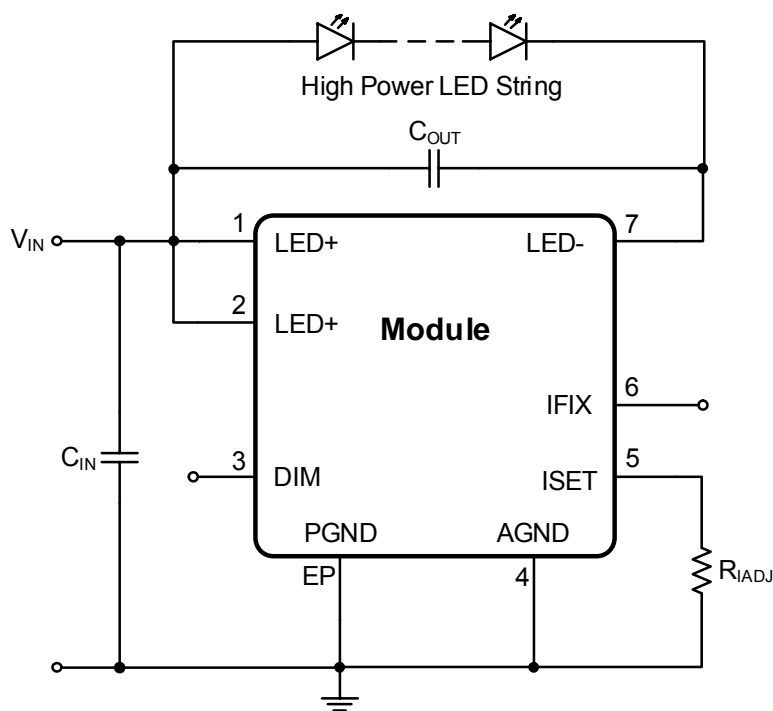 High Power LED String
COUT
1
7
VIN
LED+
LED-
2
LED+
Module
6
IFIX
CIN
3
5
DIM
ISET
PGND
AGND
EP
4
RIADJ